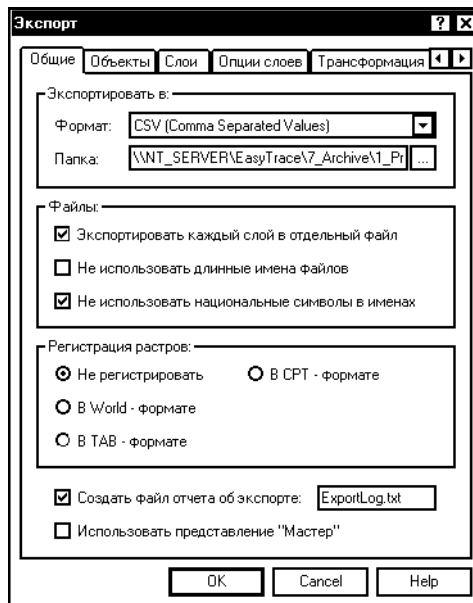 Экспорт
Общие Объекты Слои Опции слоев Трансформация
Экспортировать в:
Формат: CSV (Comma Separated Values)
Папка: \\NT_SERVER\EasyTrace\7_Archive\1_Pr ...
Файлы:
Экспортировать каждый слой в отдельный файл
Не использовать длинные имена файлов
Не использовать национальные символы в именах
Регистрация растров:
Не регистрировать В CPT - формате
В World - формате
В TAB - формате
Создать файл отчета об экспорте: ExportLog.txt
Использовать представление "Мастер"
OK Cancel Help